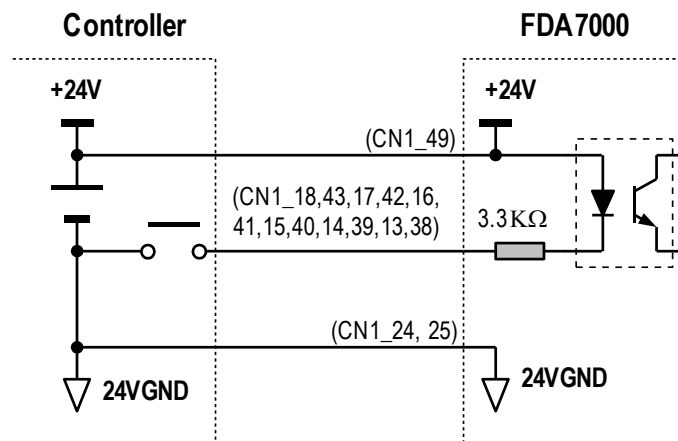 Controller
FDA7000
+24V
+24V
(CN1_49)
(CN1_18,43,17,42,16,
41,15,40,14,39,13,38)
3.3KΩ
(CN1_24, 25)
24VGND
24VGND